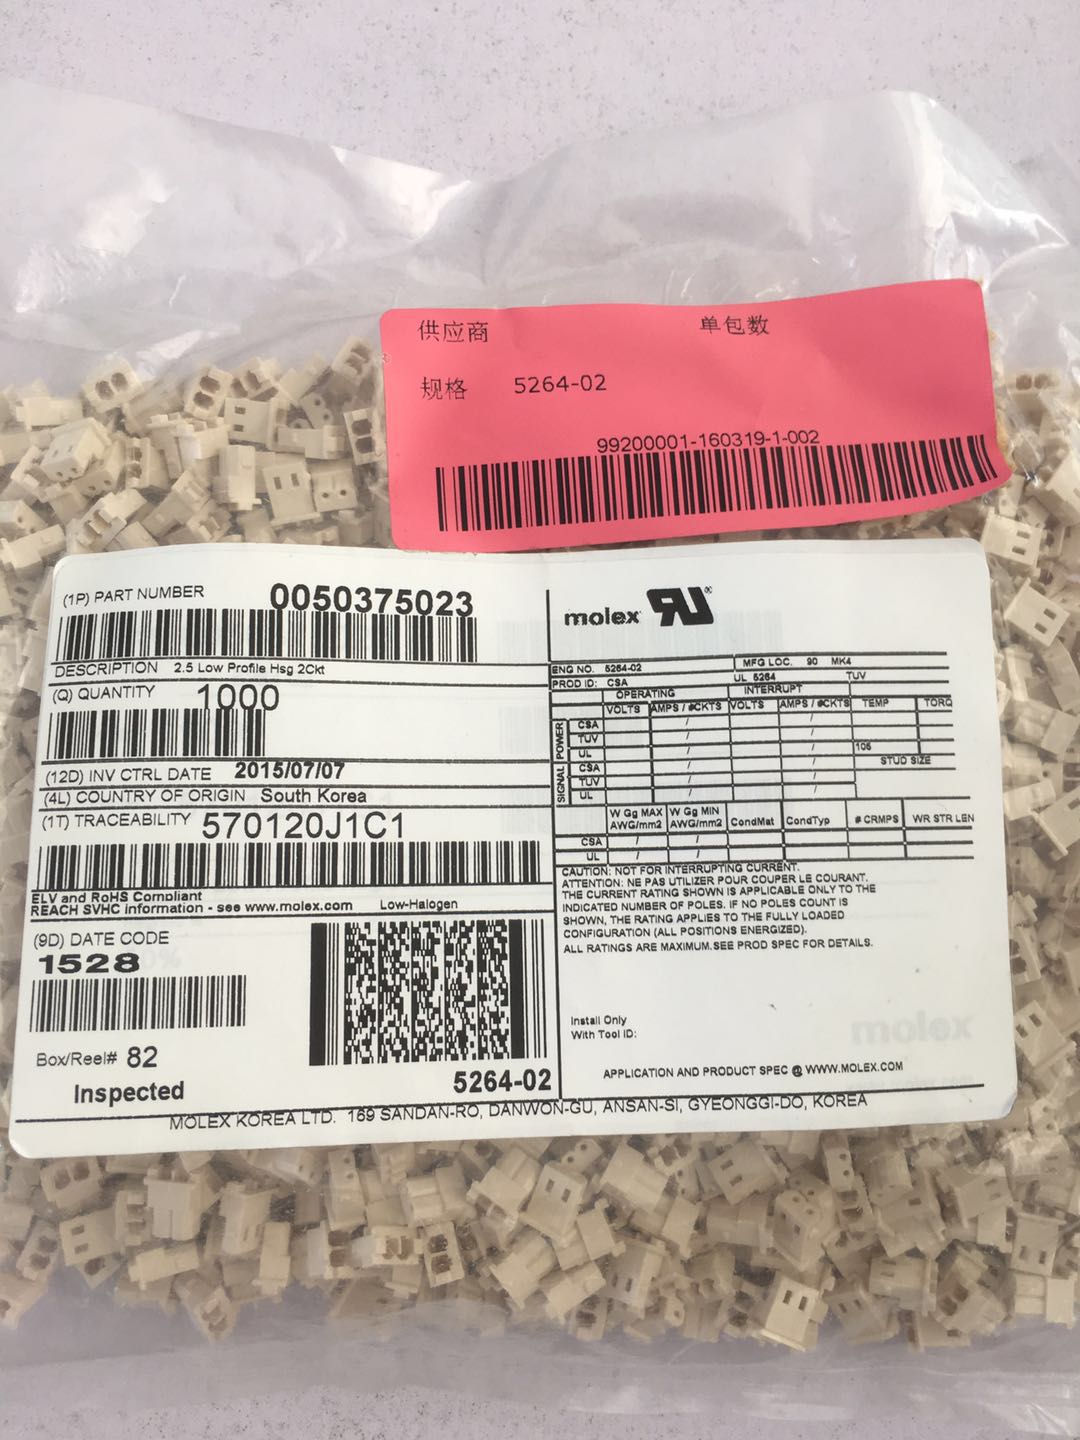 供应商 单包数
规格 5264-02
99200001-160319-1-002
(1P) PART NUMBER 0050375023
DESCRIPTION 2.5 Low Profile Hsg 2Ckt
(Q) QUANTITY 1000
(12D) INV CTRL DATE 2015/07/07
(4L) COUNTRY OF ORIGIN South Korea
(1T) TRACEABILITY 570120J1C1
ELV and RoHS Compliant
REACH SVHC Information - see www.molex.com Low-Halogen
(9D) DATE CODE
1528
Box/Reel# 82
Inspected
5264-02
molex RU®
ENG NO. 5264-02 MFG LOC. 90 MK4
PROD ID: CSA UL 5264 TUV
OPERATING INTERRUPT
VOLTS AMPS / #CKTS VOLTS AMPS / #CKTS TEMP TORQ
POWER
CSA / /
TUV / /
UL / / 105
SIGNAL
CSA / / STUD SIZE
TUV / /
UL / /
W Gg MAX W Gg MIN
AWG/mm2 AWG/mm2 CondMat CondTyp # CRMPS WR STR LEN
CSA / /
UL / /
CAUTION: NOT FOR INTERRUPTING CURRENT.
ATTENTION: NE PAS UTILIZER POUR COUPER LE COURANT.
THE CURRENT RATING SHOWN IS APPLICABLE ONLY TO THE
INDICATED NUMBER OF POLES. IF NO POLES COUNT IS
SHOWN, THE RATING APPLIES TO THE FULLY LOADED
CONFIGURATION (ALL POSITIONS ENERGIZED).
ALL RATINGS ARE MAXIMUM.SEE PROD SPEC FOR DETAILS.
Install Only
With Tool ID:
molex
APPLICATION AND PRODUCT SPEC @ WWW.MOLEX.COM
MOLEX KOREA LTD. 169 SANDAN-RO, DANWON-GU, ANSAN-SI, GYEONGGI-DO, KOREA